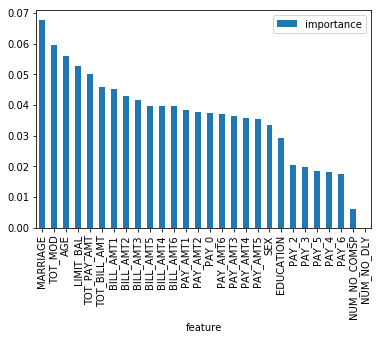 importance
0.07
0.06
0.05
0.04
0.03
0.02
0.01
0.00
MARRIAGE
TOT_MOD
AGE
LIMIT_BAL
TOT_PAY_AMT
TOT_BILL_AMT
BILL_AMT1
BILL_AMT2
BILL_AMT3
BILL_AMT5
BILL_AMT4
BILL_AMT6
PAY_AMT1
PAY_AMT2
PAY_0
PAY_AMT6
PAY_AMT3
PAY_AMT4
PAY_AMT5
SEX
EDUCATION
PAY_2
PAY_3
PAY_5
PAY_4
PAY_6
NUM_NO_COMSP
NUM_NO_DLY
feature